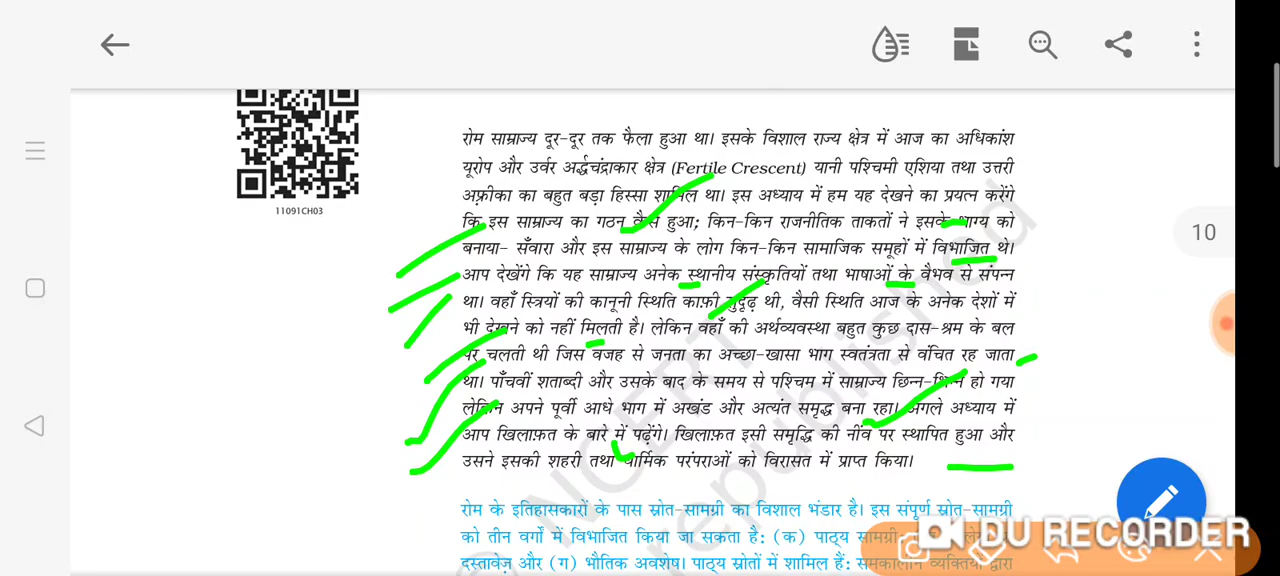 11091CH03
रोम साम्राज्य दूर-दूर तक फैला हुआ था। इसके विशाल राज्य क्षेत्र में आज का अधिकांश
यूरोप और उर्वर अर्द्धचंद्राकार क्षेत्र (Fertile Crescent) यानी पश्चिमी एशिया तथा उत्तरी
अफ्रीका का बहुत बड़ा हिस्सा शामिल था। इस अध्याय में हम यह देखने का प्रयत्न करेंगे
कि इस साम्राज्य का गठन कैसे हुआ; किन-किन राजनीतिक ताकतों ने इसके भाग्य को
बनाया- सँवारा और इस साम्राज्य के लोग किन-किन सामाजिक समूहों में विभाजित थे।
आप देखेंगे कि यह साम्राज्य अनेक स्थानीय संस्कृतियों तथा भाषाओं के वैभव से संपन्न
था। वहाँ स्त्रियों की कानूनी स्थिति काफ़ी सुदृढ़ थी, वैसी स्थिति आज के अनेक देशों में
भी देखने को नहीं मिलती है। लेकिन वहाँ की अर्थव्यवस्था बहुत कुछ दास-श्रम के बल
पर चलती थी जिस वजह से जनता का अच्छा-खासा भाग स्वतंत्रता से वंचित रह जाता
था। पाँचवीं शताब्दी और उसके बाद के समय से पश्चिम में साम्राज्य छिन्न-भिन्न हो गया
लेकिन अपने पूर्वी आधे भाग में अखंड और अत्यंत समृद्ध बना रहा। अगले अध्याय में
आप खिलाफ़त के बारे में पढ़ेंगे। खिलाफ़त इसी समृद्धि की नींव पर स्थापित हुआ और
उसने इसकी शहरी तथा धार्मिक परंपराओं को विरासत में प्राप्त किया।
10
रोम के इतिहासकारों के पास स्रोत-सामग्री का विशाल भंडार है। इस संपूर्ण स्रोत-सामग्री
को तीन वर्गों में विभाजित किया जा सकता है: (क) पाठ्य सामग्री,
दस्तावेज़ और (ग) भौतिक अवशेष। पाठ्य स्रोतों में शामिल हैं: समकालीन व्यक्तियों द्वारा
DU RECORDER
© NCERT
republished